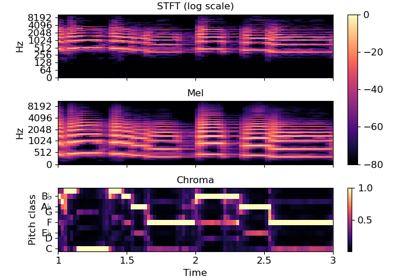 STFT (log scale)
8192
4096
2048
1024
512
256
128
64
0
Hz
0
−20
−40
−60
−80
Mel
8192
4096
2048
1024
512
0
Hz
Chroma
B♭
A♭
G
F
E♭
D
C
Pitch class
1.0
0.5
1
1.5
2
2.5
3
Time